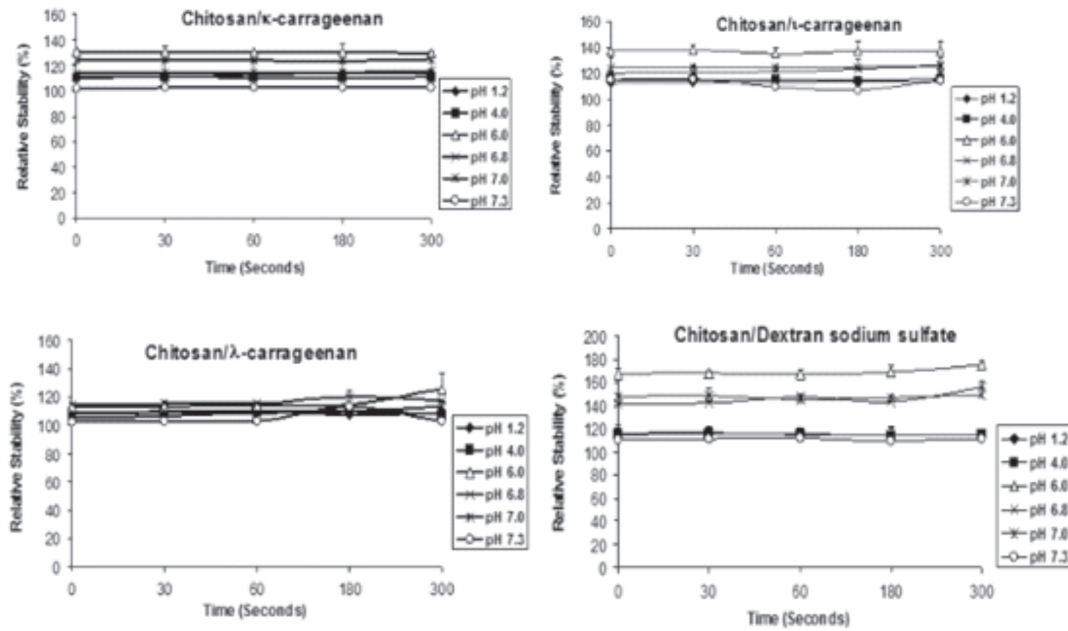 Chitosan/κ-carrageenan
Relative Stability (%)
160
140
120
100
80
60
40
20
0
0 30 60 180 300
Time (Seconds)
pH 1.2
pH 4.0
pH 6.0
pH 6.8
pH 7.0
pH 7.3
Chitosan/ι-carrageenan
Relative Stability (%)
160
140
120
100
80
60
40
20
0
0 30 60 180 300
Time (Seconds)
pH 1.2
pH 4.0
pH 6.0
pH 6.8
pH 7.0
pH 7.3
Chitosan/λ-carrageenan
Relative Stability (%)
160
140
120
100
80
60
40
20
0
0 30 60 180 300
Time (Seconds)
pH 1.2
pH 4.0
pH 6.0
pH 6.8
pH 7.0
pH 7.3
Chitosan/Dextran sodium sulfate
Relative Stability (%)
200
180
160
140
120
100
80
60
40
20
0
0 30 60 180 300
Time (Seconds)
pH 1.2
pH 4.0
pH 6.0
pH 6.8
pH 7.0
pH 7.3